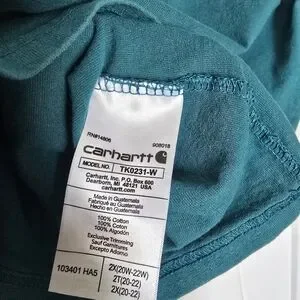 RN#14806
908018
carhartt
MODEL NO. TK0231-W
Carhartt, Inc. P.O. Box 600
Dearborn, MI 48121 USA
carhartt.com
Made in Guatemala
Fabriqué au Guatemala
Hecho en Guatemala
100% Cotton
100% Coton
100% Algodón
Exclusive Trimming
Sauf Garnitures
Excepto Adorno
103401 HA5
2X(20W-22W)
2T(20-22)
2X(20-22)